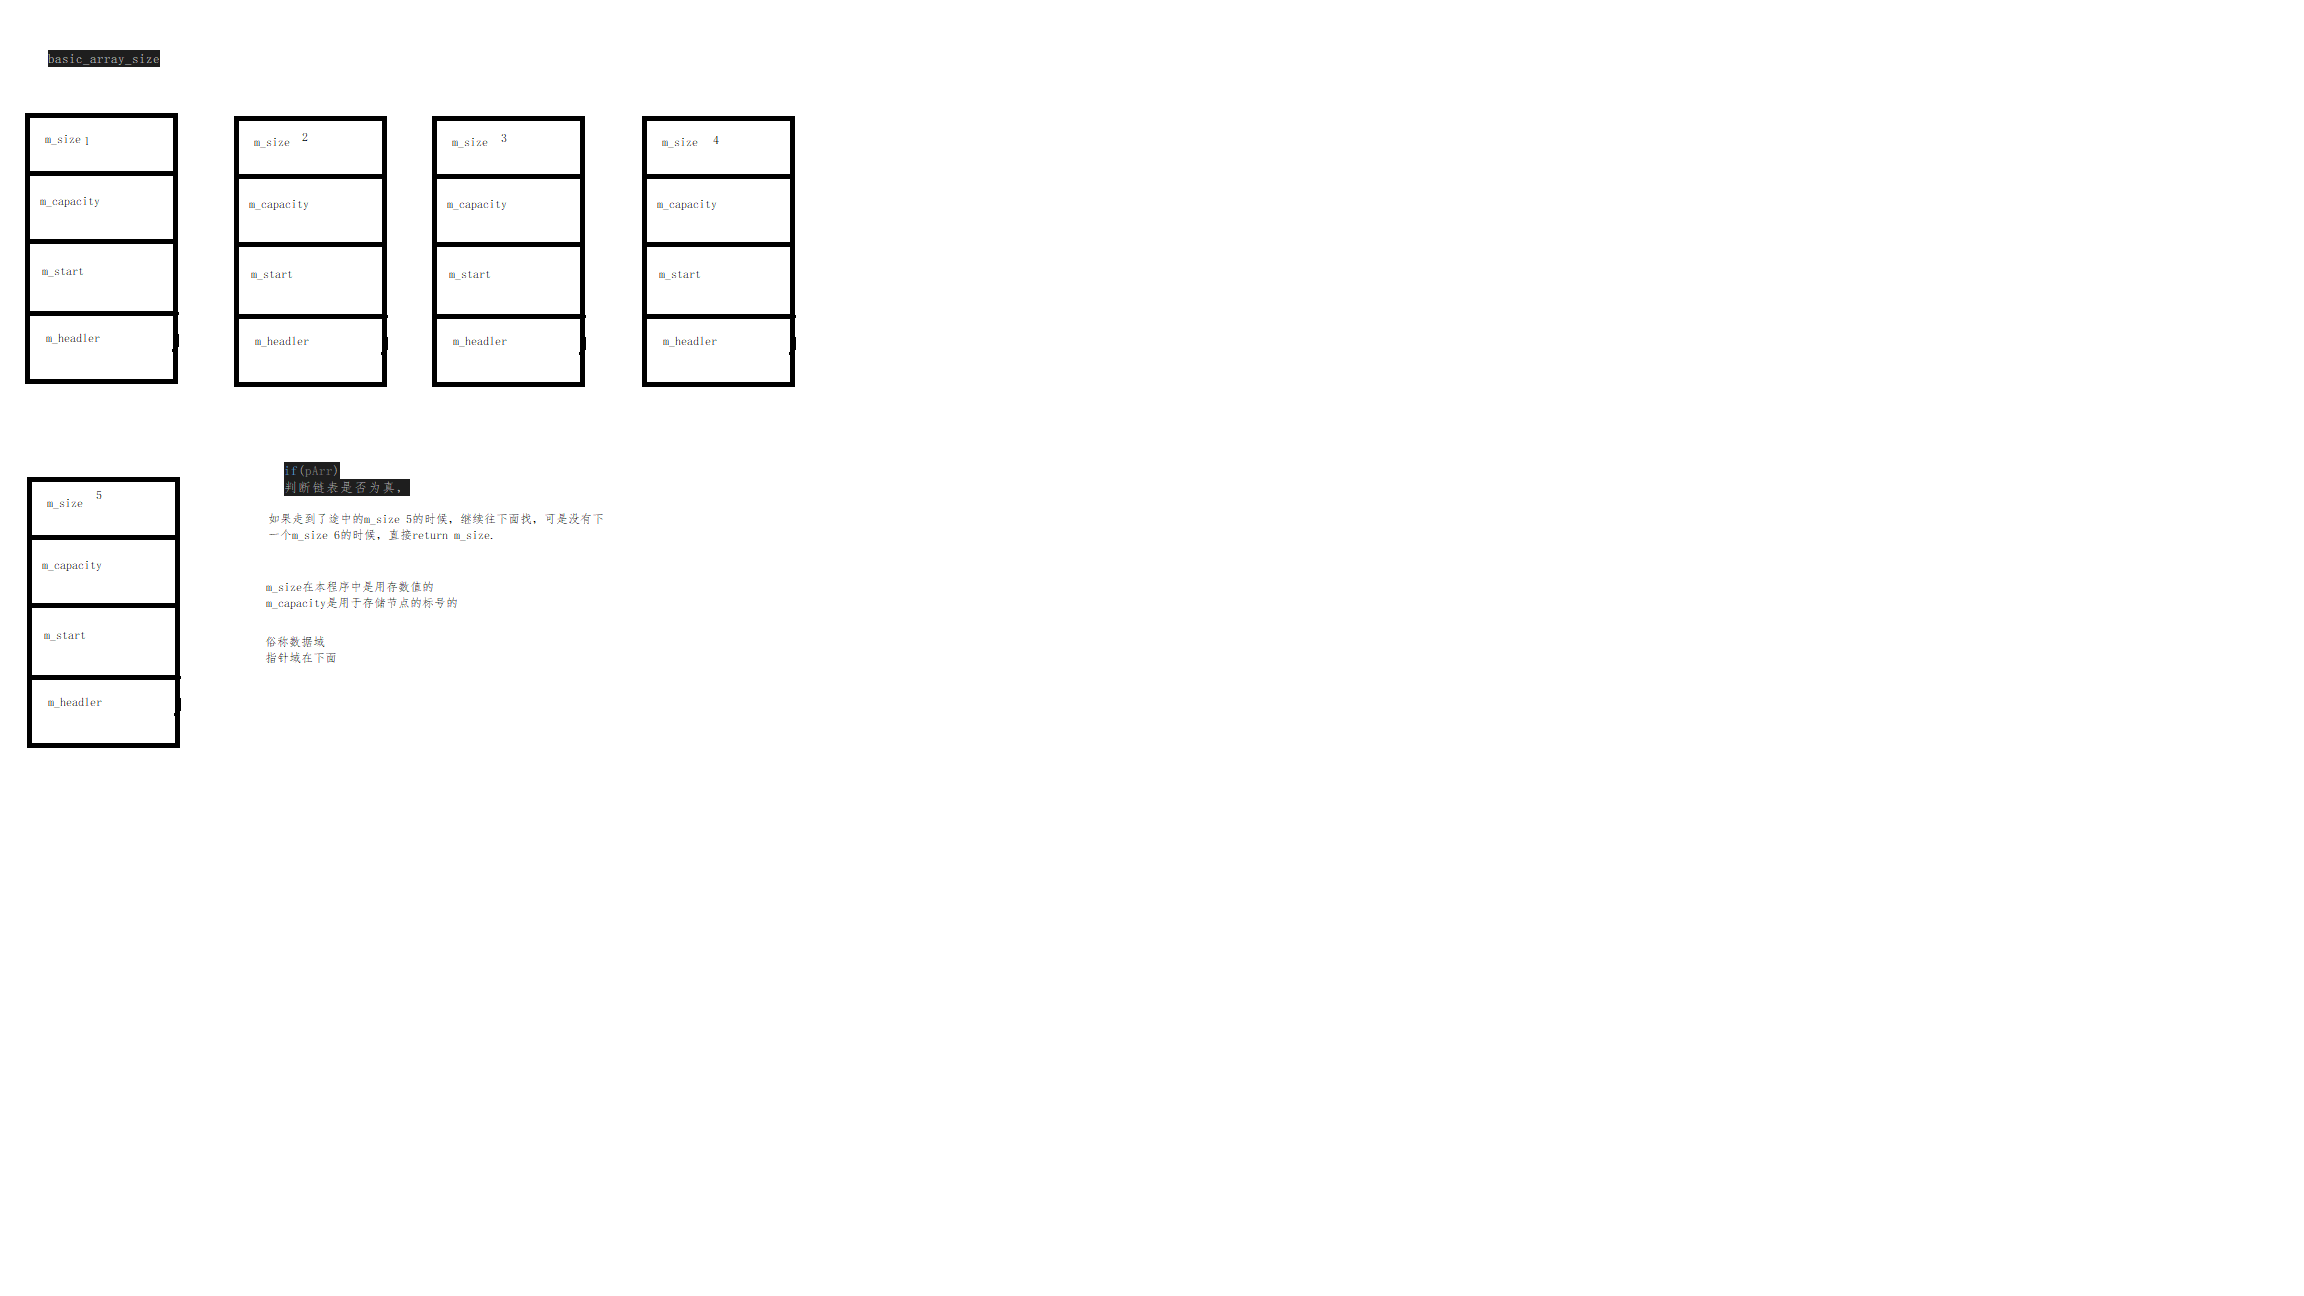 basic_array_size
m_size 1
m_capacity
m_start
m_headler
m_size 2
m_capacity
m_start
m_headler
m_size 3
m_capacity
m_start
m_headler
m_size 4
m_capacity
m_start
m_headler
m_size 5
m_capacity
m_start
m_headler
if(pArr)
判断链表是否为真，
如果走到了途中的m_size 5的时候，继续往下面找，可是没有下
一个m_size 6的时候，直接return m_size.
m_size在本程序中是用存数值的
m_capacity是用于存储节点的标号的
俗称数据域
指针域在下面